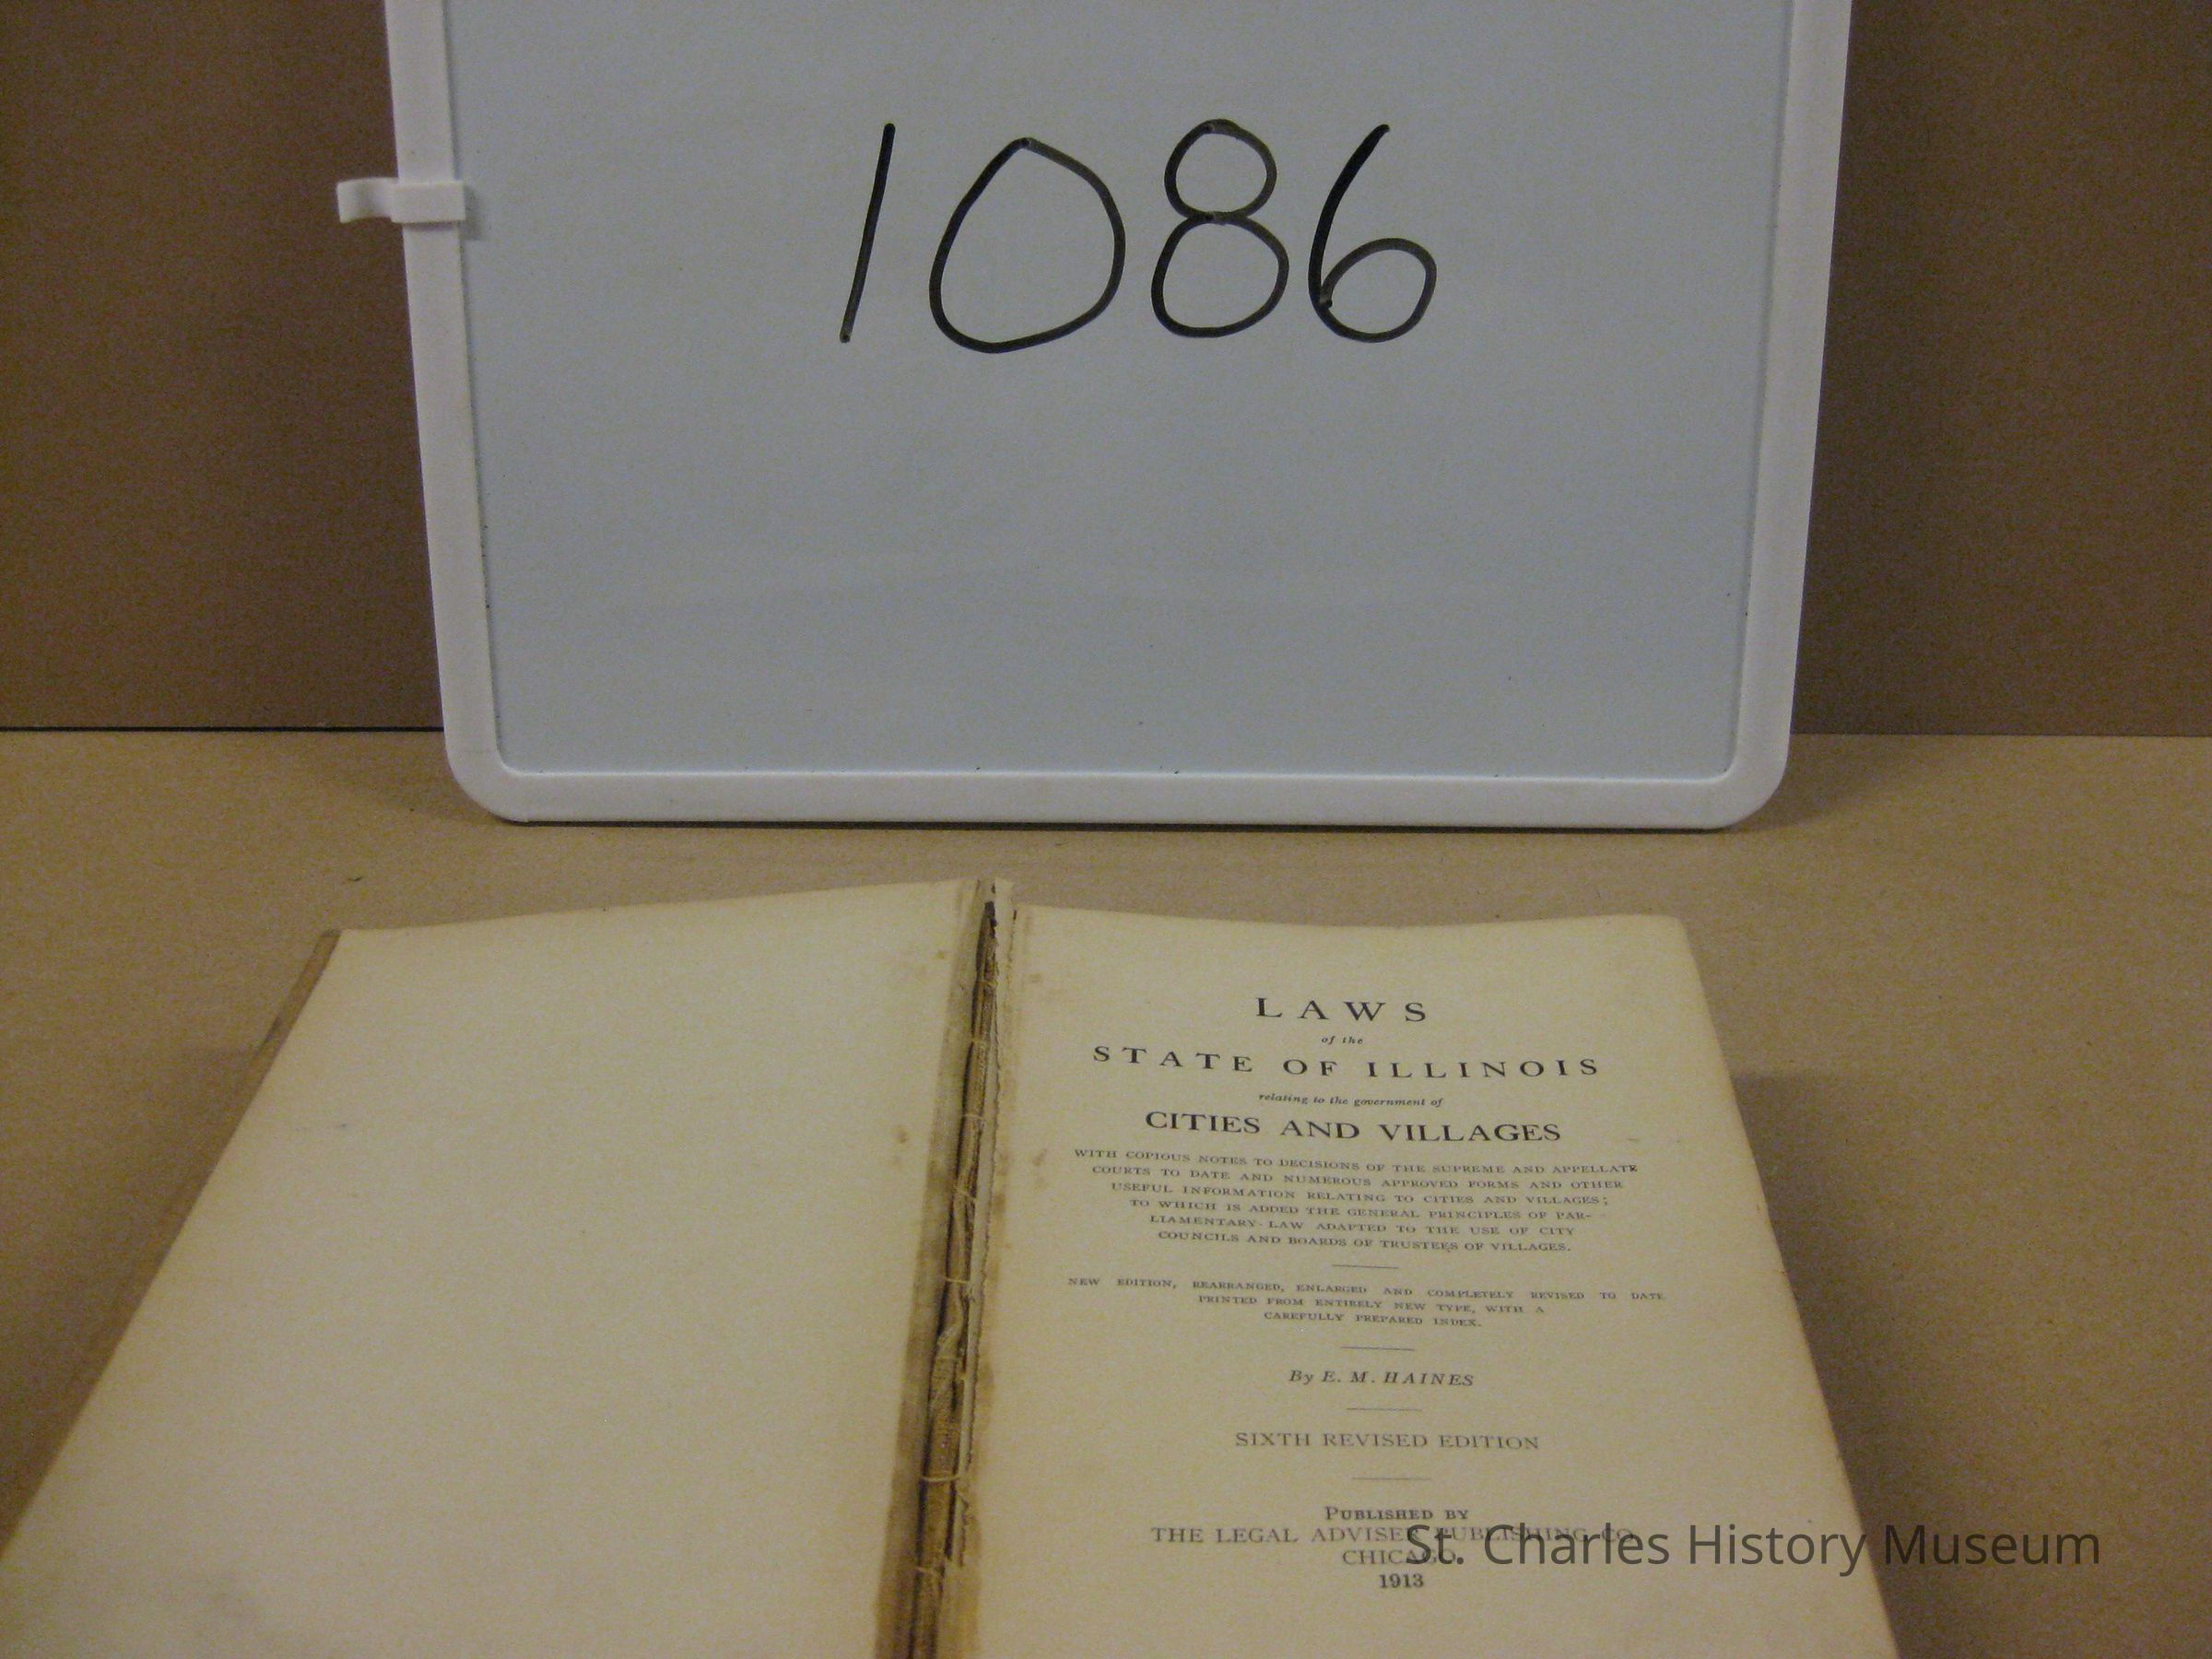 1086
LAWS
of the
STATE OF ILLINOIS
relating to the government of
CITIES AND VILLAGES
WITH COPIOUS NOTES TO DECISIONS OF THE SUPREME AND APPELLATE
COURTS TO DATE AND NUMEROUS APPROVED FORMS AND OTHER
USEFUL INFORMATION RELATING TO CITIES AND VILLAGES;
TO WHICH IS ADDED THE GENERAL PRINCIPLES OF PAR-
LIAMENTARY LAW ADAPTED TO THE USE OF CITY
COUNCILS AND BOARDS OF TRUSTEES OF VILLAGES.
NEW EDITION, REARRANGED, ENLARGED AND COMPLETELY REVISED TO DATE
PRINTED FROM ENTIRELY NEW TYPE, WITH A
CAREFULLY PREPARED INDEX.
By E. M. HAINES
SIXTH REVISED EDITION
PUBLISHED BY
THE LEGAL ADVISER PUBLISHING CO.
CHICAGO
1913
St. Charles History Museum